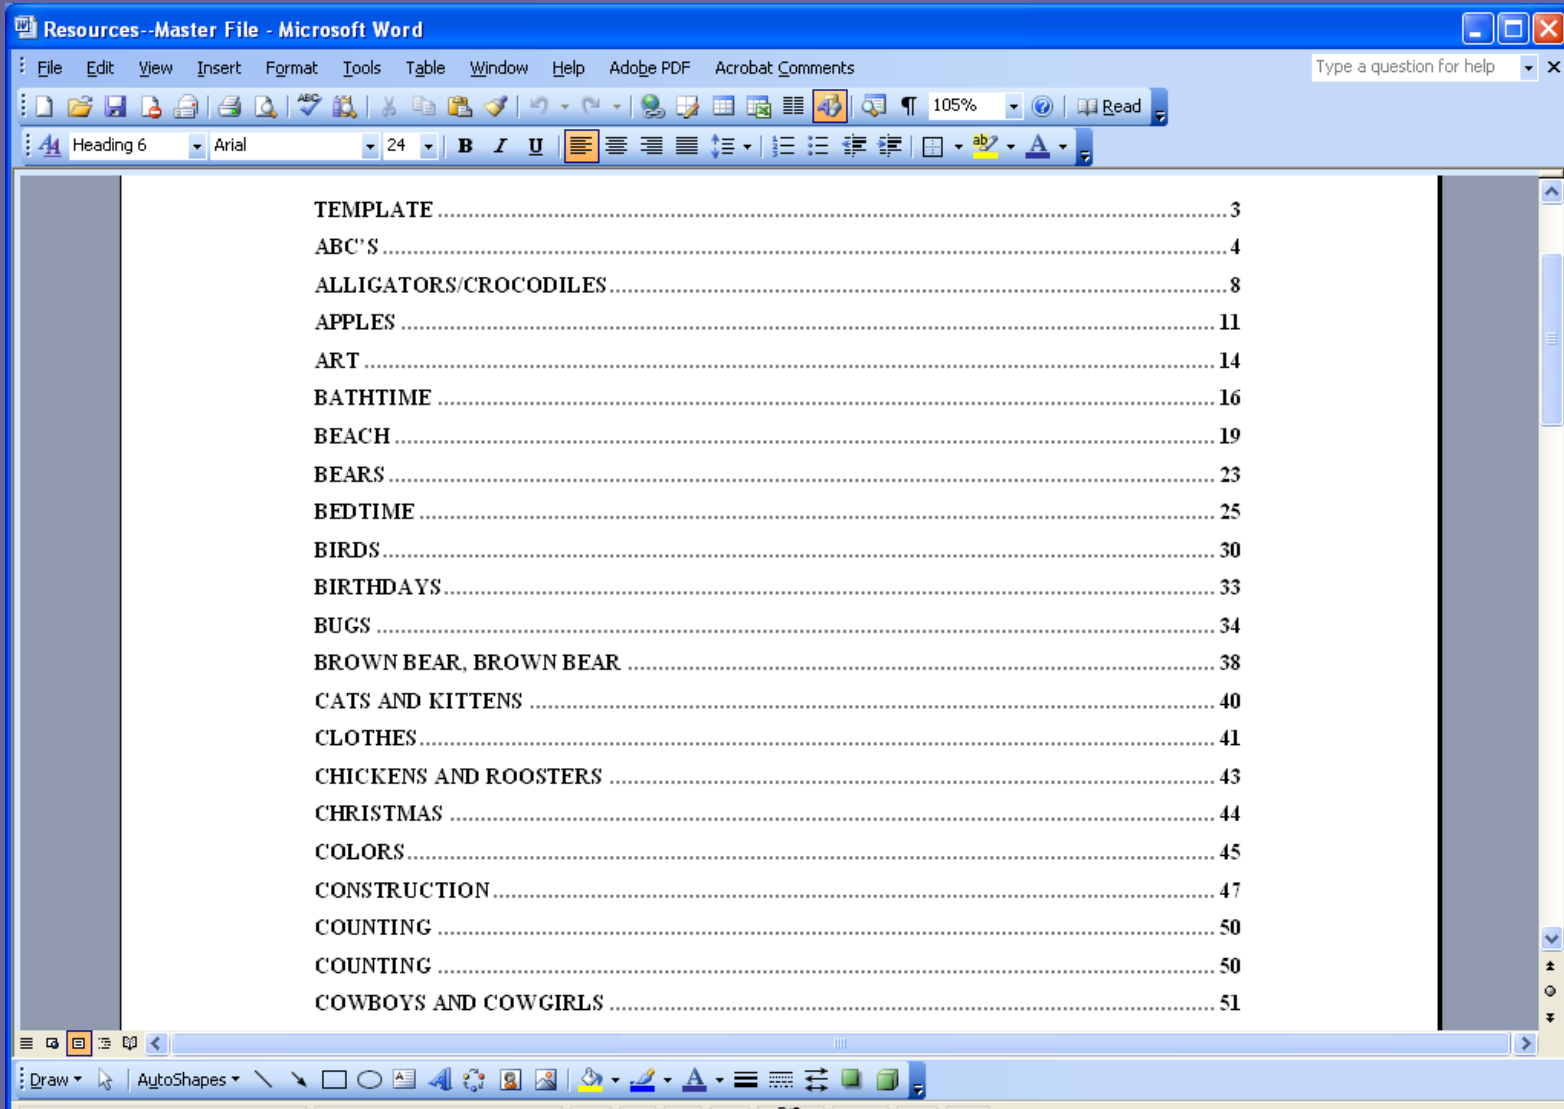 Resources--Master File - Microsoft Word
File Edit View Insert Format Tools Table Window Help Adobe PDF Acrobat Comments Type a question for help
ABC 105% Read
Heading 6 Arial 24 B I U ab A
TEMPLATE 3
ABC'S 4
ALLIGATORS/CROCODILES 8
APPLES 11
ART 14
BATHTIME 16
BEACH 19
BEARS 23
BEDTIME 25
BIRDS 30
BIRTHDAYS 33
BUGS 34
BROWN BEAR, BROWN BEAR 38
CATS AND KITTENS 40
CLOTHES 41
CHICKENS AND ROOSTERS 43
CHRISTMAS 44
COLORS 45
CONSTRUCTION 47
COUNTING 50
COUNTING 50
COWBOYS AND COWGIRLS 51
Draw AutoShapes